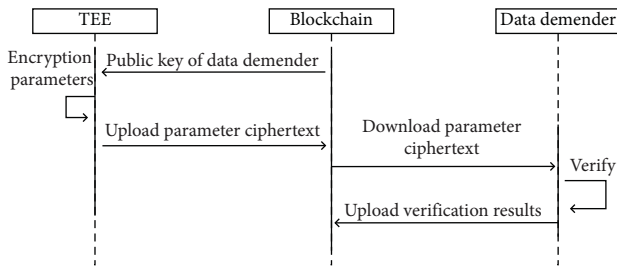 TEE
Blockchain
Data demender
Encryption
parameters
Public key of data demender
Upload parameter ciphertext
Download parameter
ciphertext
Verify
Upload verification results